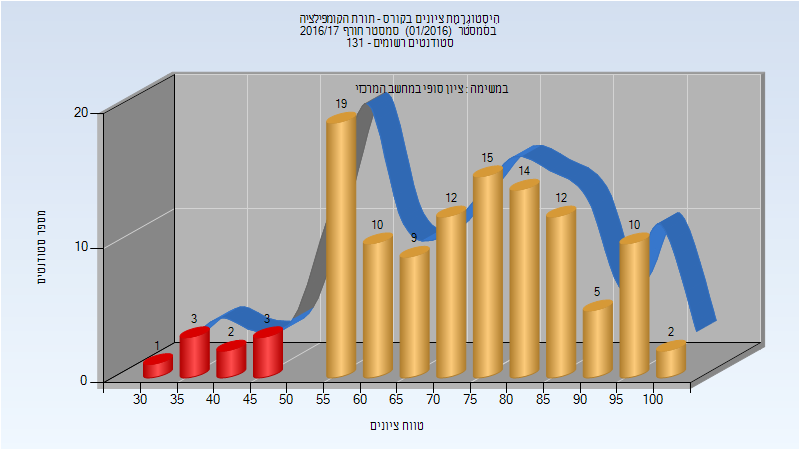 היסטוגרמת ציונים בקורס - תורת הקומפילציה
בסמסטר (01/2016) סמסטר חורף 2016/17
סטודנטים רשומים - 131
במשימה : ציון סופי במחשב המרכזי
מספר סטודנטים
20
10
0
1
3
2
3
19
10
9
12
15
14
12
5
10
2
30 35 40 45 50 55 60 65 70 75 80 85 90 95 100
טווח ציונים